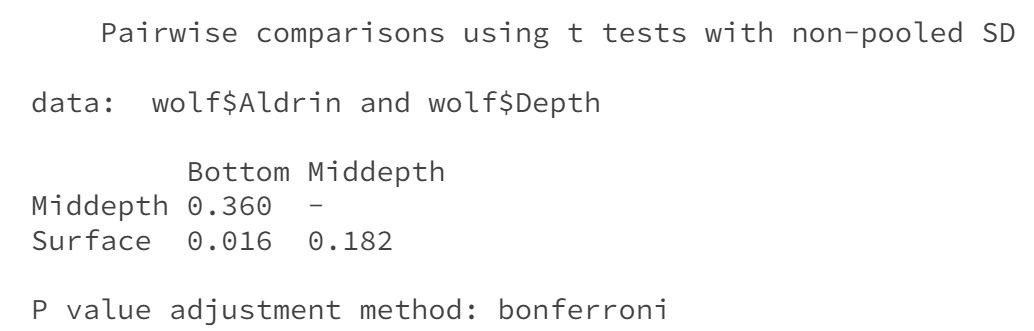 Pairwise comparisons using t tests with non-pooled SD
data:  wolf$Aldrin and wolf$Depth
Bottom Middepth
Middepth 0.360  -
Surface  0.016  0.182
P value adjustment method: bonferroni